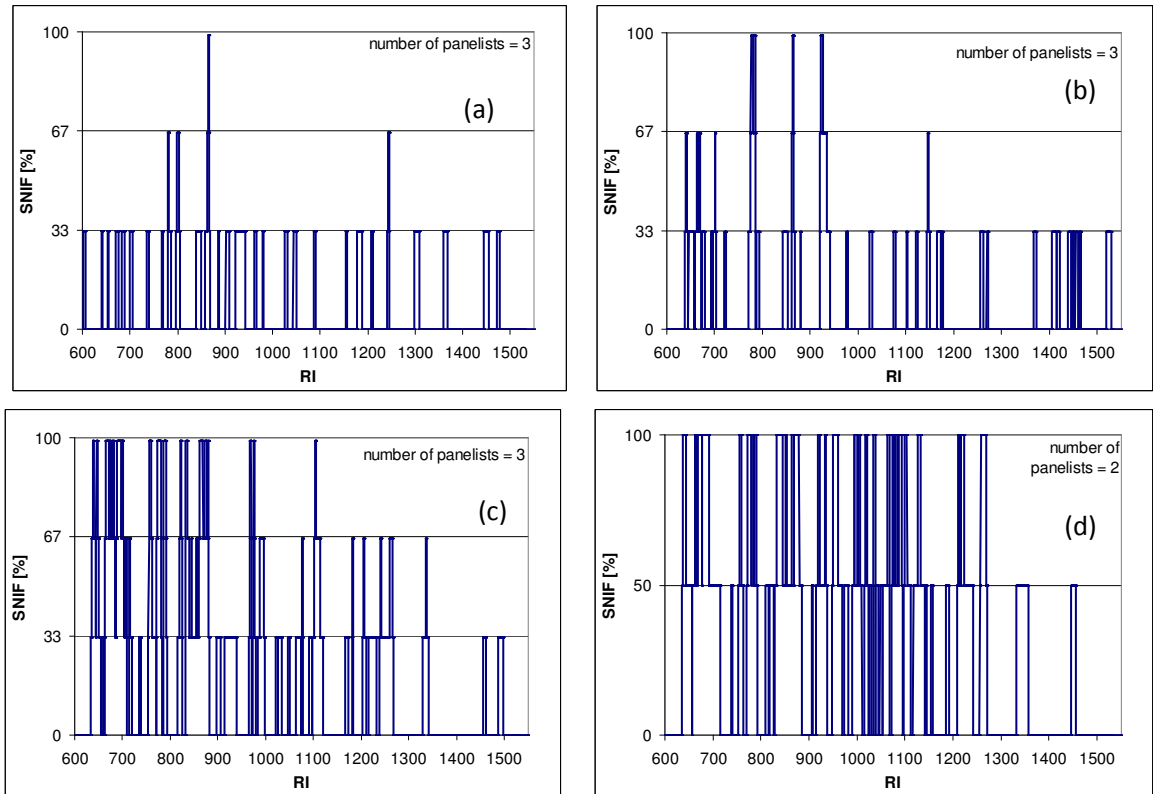 100
67
33
0
SNIF [%]
number of panelists = 3
(a)
600 700 800 900 1000 1100 1200 1300 1400 1500
RI
100
67
33
0
SNIF [%]
number of panelists = 3
(b)
600 700 800 900 1000 1100 1200 1300 1400 1500
RI
100
67
33
0
SNIF [%]
number of panelists = 3
(c)
600 700 800 900 1000 1100 1200 1300 1400 1500
RI
100
50
0
SNIF [%]
number of
panelists = 2
(d)
600 700 800 900 1000 1100 1200 1300 1400 1500
RI